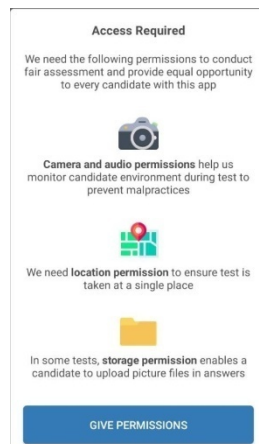 Access Required
We need the following permissions to conduct
fair assessment and provide equal opportunity
to every candidate with this app
Camera and audio permissions help us
monitor candidate environment during test to
prevent malpractices
We need location permission to ensure test is
taken at a single place
In some tests, storage permission enables a
candidate to upload picture files in answers
GIVE PERMISSIONS